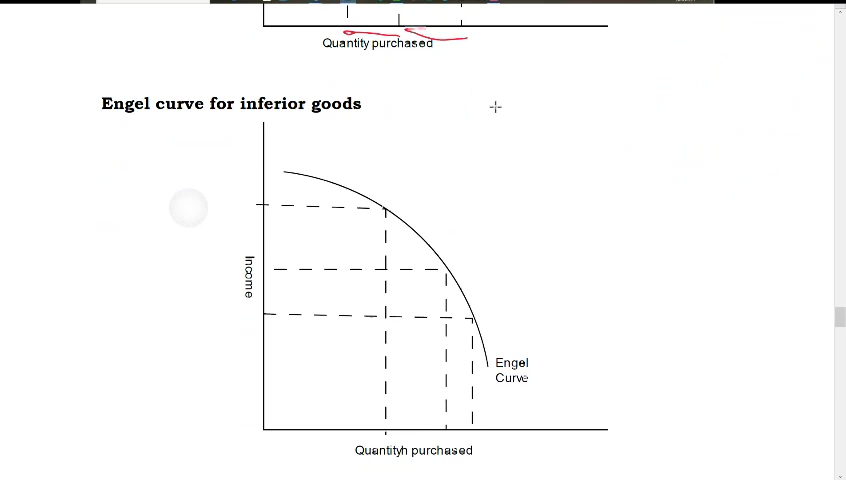 Quantity purchased
Engel curve for inferior goods
Income
Engel
Curve
Quantityh purchased